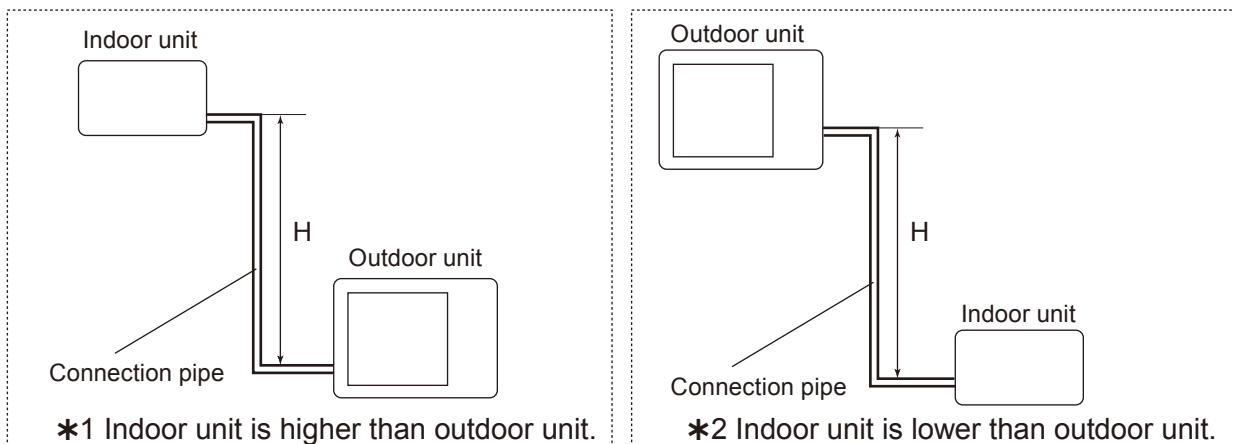 Indoor unit
H
Outdoor unit
Connection pipe
*1 Indoor unit is higher than outdoor unit.
Outdoor unit
H
Indoor unit
Connection pipe
*2 Indoor unit is lower than outdoor unit.